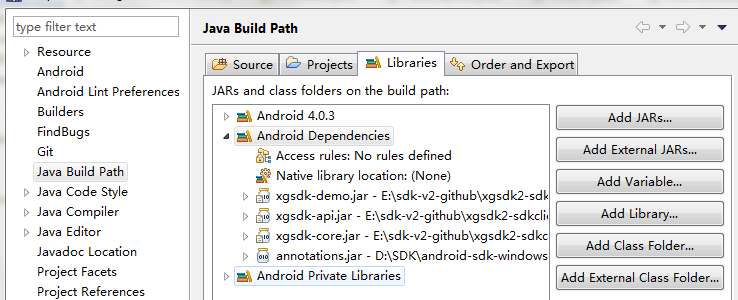 type filter text
Resource
Android
Android Lint Preferences
Builders
FindBugs
Git
Java Build Path
Java Code Style
Java Compiler
Java Editor
Javadoc Location
Project Facets
Project References
Java Build Path
Source
Projects
Libraries
Order and Export
JARs and class folders on the build path:
Android 4.0.3
Android Dependencies
Access rules: No rules defined
Native library location: (None)
xgsdk-demo.jar - E:\sdk-v2-github\xgsdk2-sdk
xgsdk-api.jar - E:\sdk-v2-github\xgsdk2-sdkclie
xgsdk-core.jar - E:\sdk-v2-github\xgsdk2-sdkc
annotations.jar - D:\SDK\android-sdk-windows
Android Private Libraries
Add JARs...
Add External JARs...
Add Variable...
Add Library...
Add Class Folder...
Add External Class Folder...